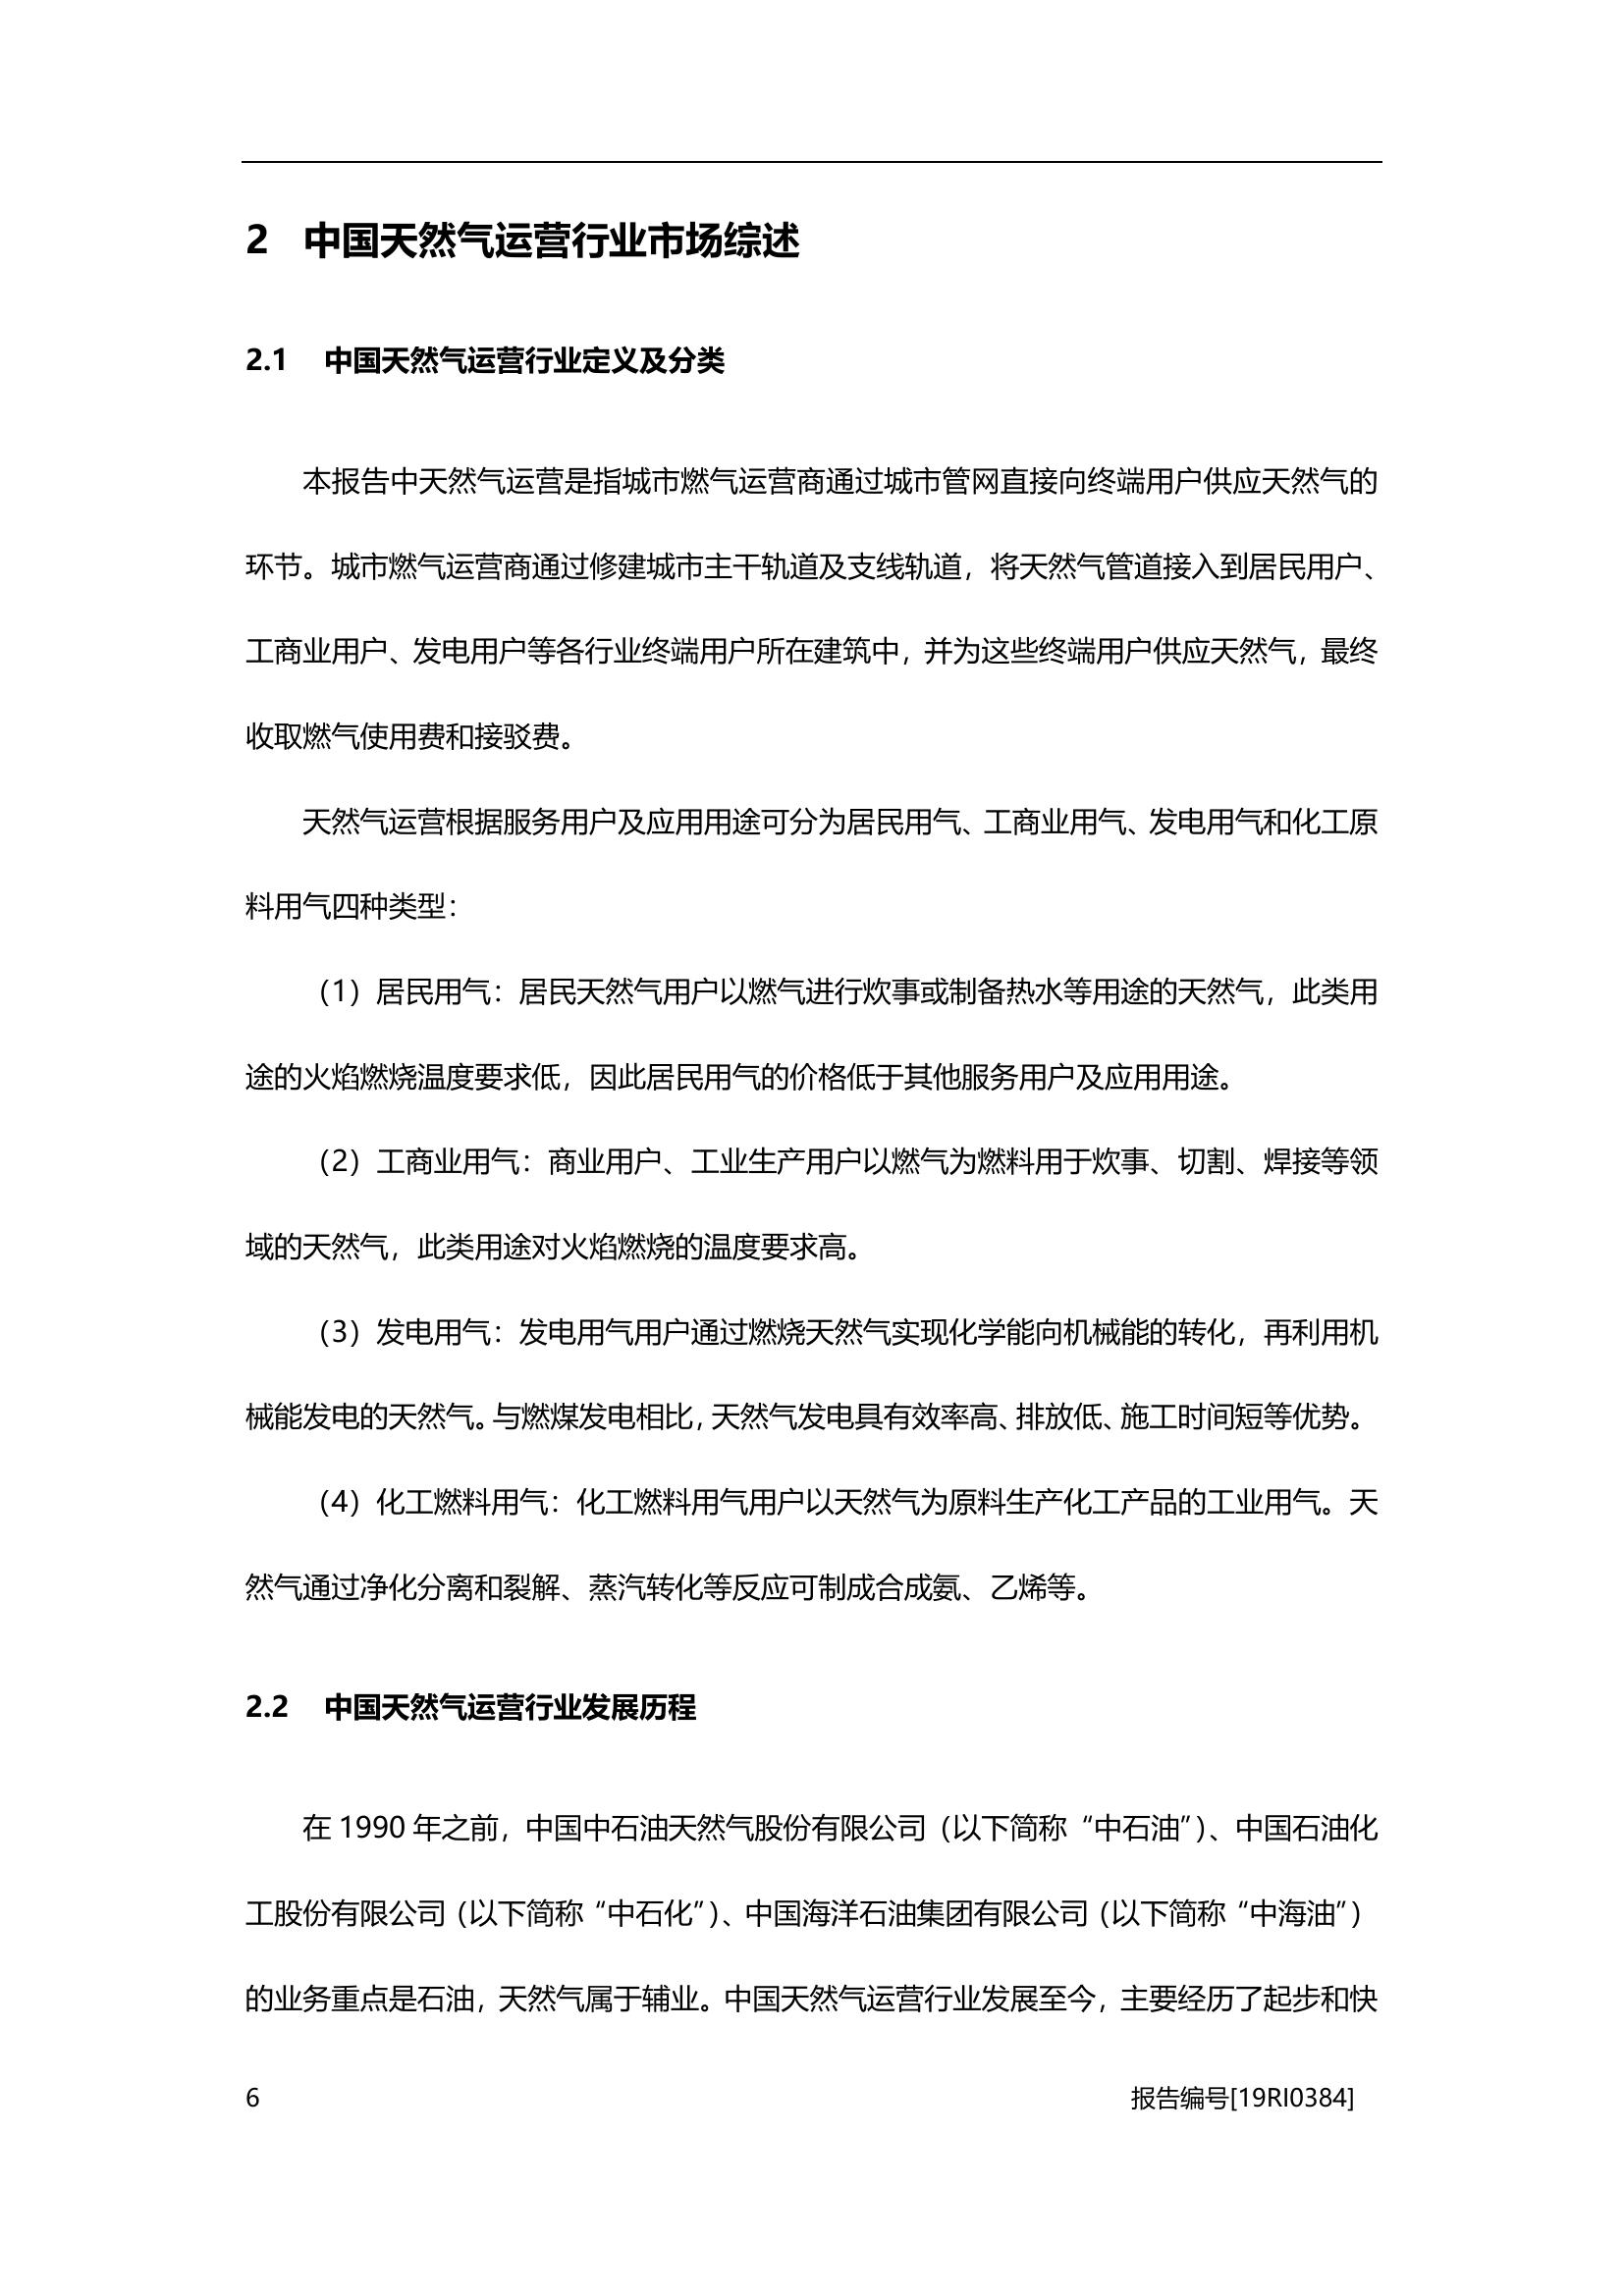 2 中国天然气运营行业市场综述
2.1 中国天然气运营行业定义及分类
本报告中天然气运营是指城市燃气运营商通过城市管网直接向终端用户供应天然气的
环节。城市燃气运营商通过修建城市主干轨道及支线轨道，将天然气管道接入到居民用户、
工商业用户、发电用户等各行业终端用户所在建筑中，并为这些终端用户供应天然气，最终
收取燃气使用费和接驳费。
天然气运营根据服务用户及应用用途可分为居民用气、工商业用气、发电用气和化工原
料用气四种类型：
（1）居民用气：居民天然气用户以燃气进行炊事或制备热水等用途的天然气，此类用
途的火焰燃烧温度要求低，因此居民用气的价格低于其他服务用户及应用用途。
（2）工商业用气：商业用户、工业生产用户以燃气为燃料用于炊事、切割、焊接等领
域的天然气，此类用途对火焰燃烧的温度要求高。
（3）发电用气：发电用气用户通过燃烧天然气实现化学能向机械能的转化，再利用机
械能发电的天然气。与燃煤发电相比，天然气发电具有效率高、排放低、施工时间短等优势。
（4）化工燃料用气：化工燃料用气用户以天然气为原料生产化工产品的工业用气。天
然气通过净化分离和裂解、蒸汽转化等反应可制成合成氨、乙烯等。
2.2 中国天然气运营行业发展历程
在 1990 年之前，中国中石油天然气股份有限公司（以下简称“中石油”）、中国石油化
工股份有限公司（以下简称“中石化”）、中国海洋石油集团有限公司（以下简称“中海油”）
的业务重点是石油，天然气属于辅业。中国天然气运营行业发展至今，主要经历了起步和快
6 报告编号[19RI0384]